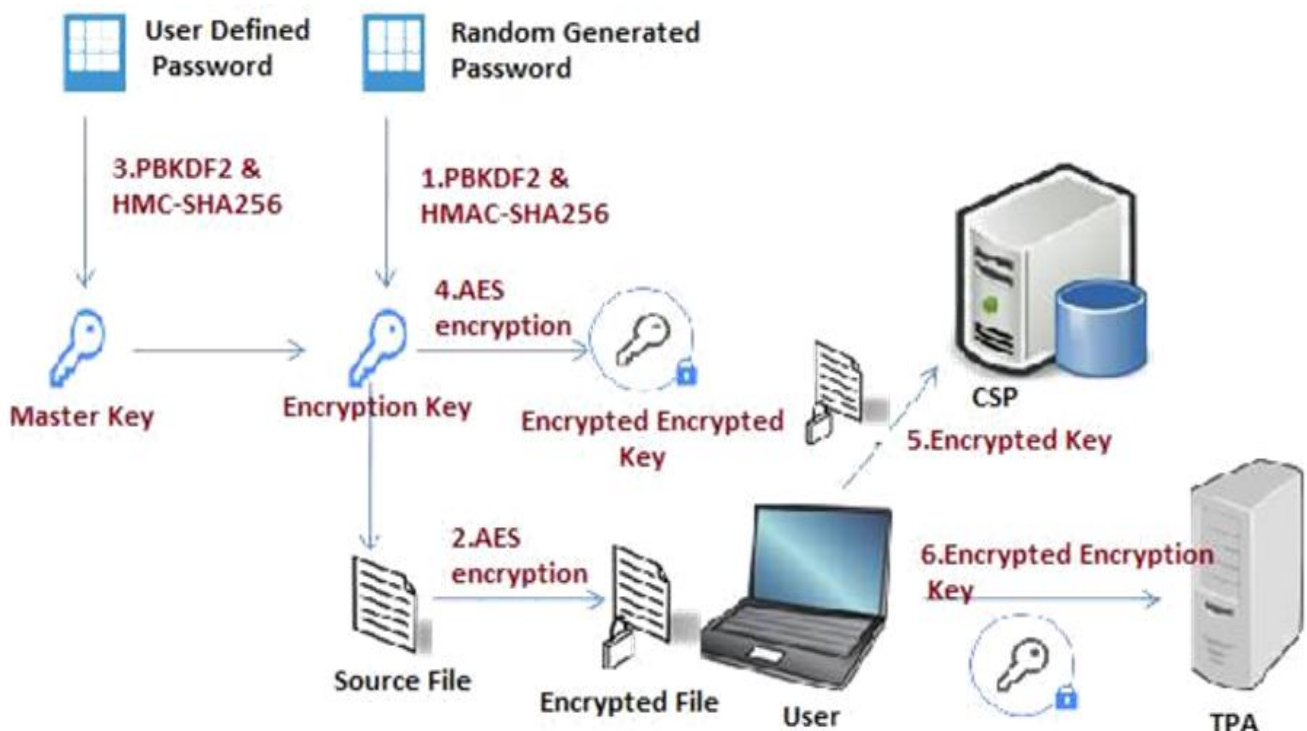 User Defined
Password
Random Generated
Password
3.PBKDF2 &
HMC-SHA256
1.PBKDF2 &
HMAC-SHA256
4.AES
encryption
Master Key
Encryption Key
Encrypted Encrypted
Key
CSP
5.Encrypted Key
2.AES
encryption
6.Encrypted Encryption
Key
Source File
Encrypted File
User
TPA